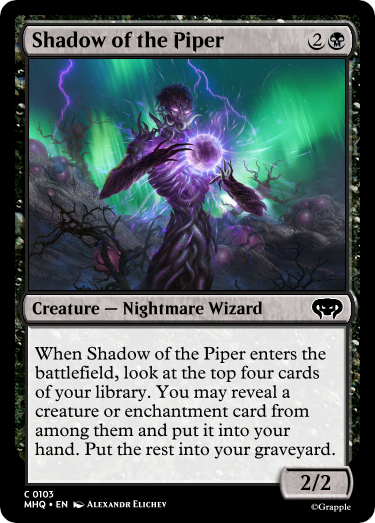 Shadow of the Piper 2
Creature — Nightmare Wizard
When Shadow of the Piper enters the
battlefield, look at the top four cards
of your library. You may reveal a
creature or enchantment card from
among them and put it into your
hand. Put the rest into your graveyard.
2/2
C 0103
MHQ • EN Alexandr Elichev
©Grapple